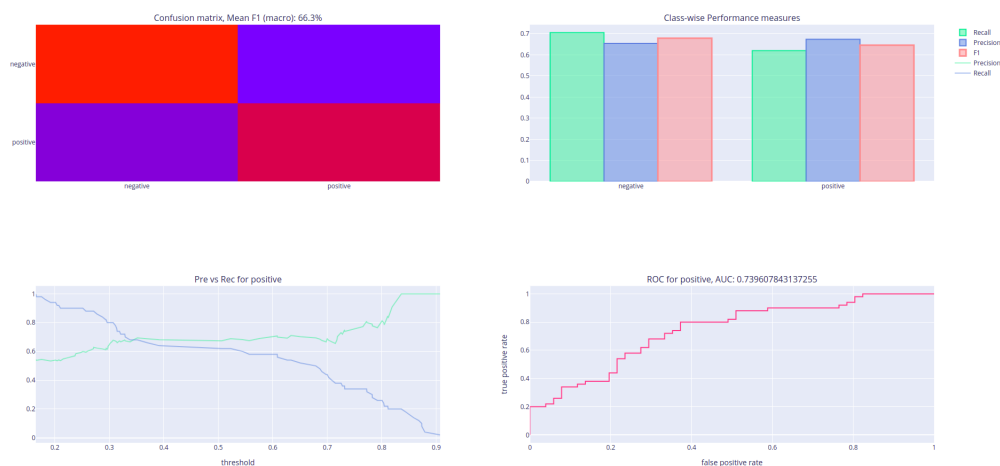 Confusion matrix, Mean F1 (macro): 66.3%
negative
positive
negative positive
Class-wise Performance measures
0.7
0.6
0.5
0.4
0.3
0.2
0.1
0
negative positive
Recall
Precision
F1
Precision
Recall
Pre vs Rec for positive
1
0.8
0.6
0.4
0.2
0
0.2 0.3 0.4 0.5 0.6 0.7 0.8 0.9
threshold
ROC for positive, AUC: 0.739607843137255
true positive rate
1
0.8
0.6
0.4
0.2
0
0 0.2 0.4 0.6 0.8 1
false positive rate